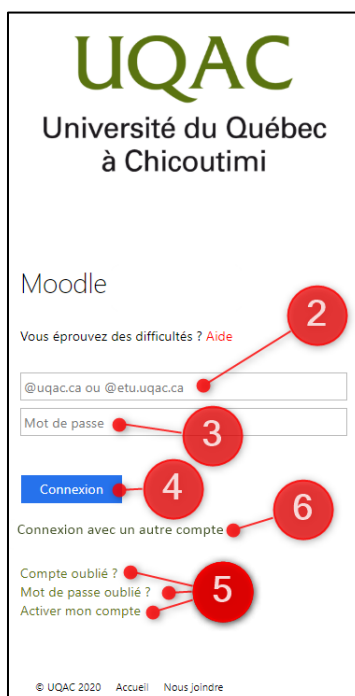 UQAC
Université du Québec
à Chicoutimi
Moodle
2
Vous éprouvez des difficultés ? Aide
@uqac.ca ou @etu.uqac.ca
Mot de passe
3
Connexion
4
6
Connexion avec un autre compte
Compte oublié ?
Mot de passe oublié ?
5
Activer mon compte
© UQAC 2020 Accueil Nous joindre